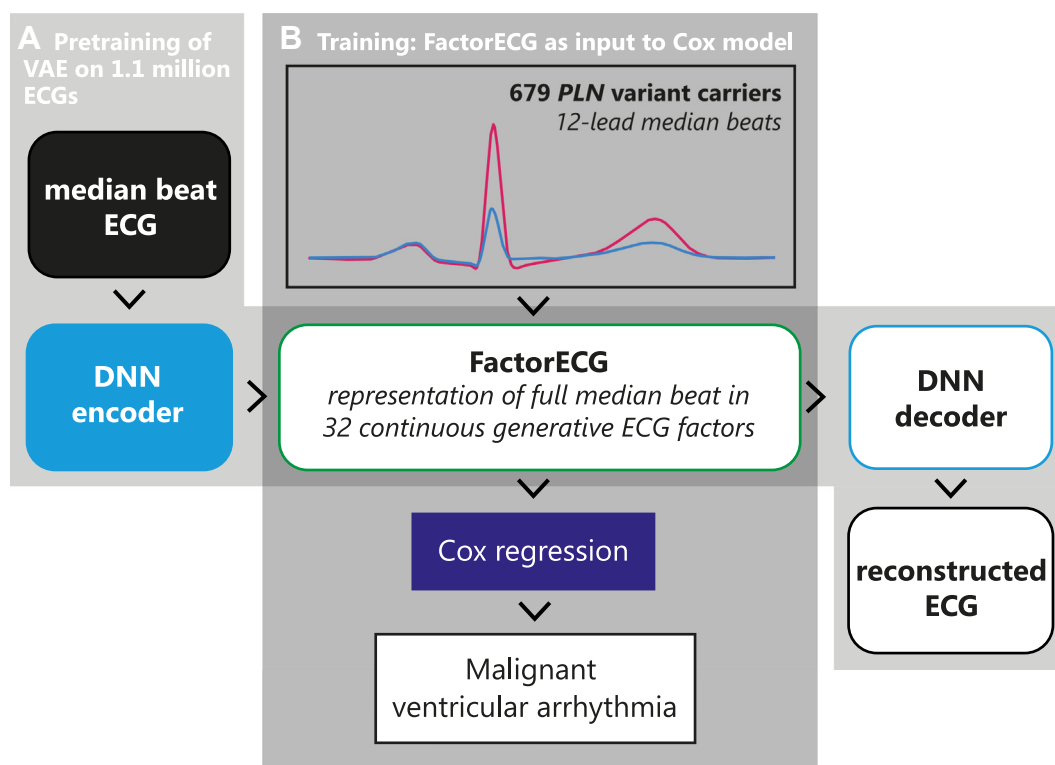 A Pretraining of
VAE on 1.1 million
ECGs
median beat
ECG
DNN
encoder
B Training: FactorECG as input to Cox model
679 PLN variant carriers
12-lead median beats
FactorECG
representation of full median beat in
32 continuous generative ECG factors
Cox regression
Malignant
ventricular arrhythmia
DNN
decoder
reconstructed
ECG